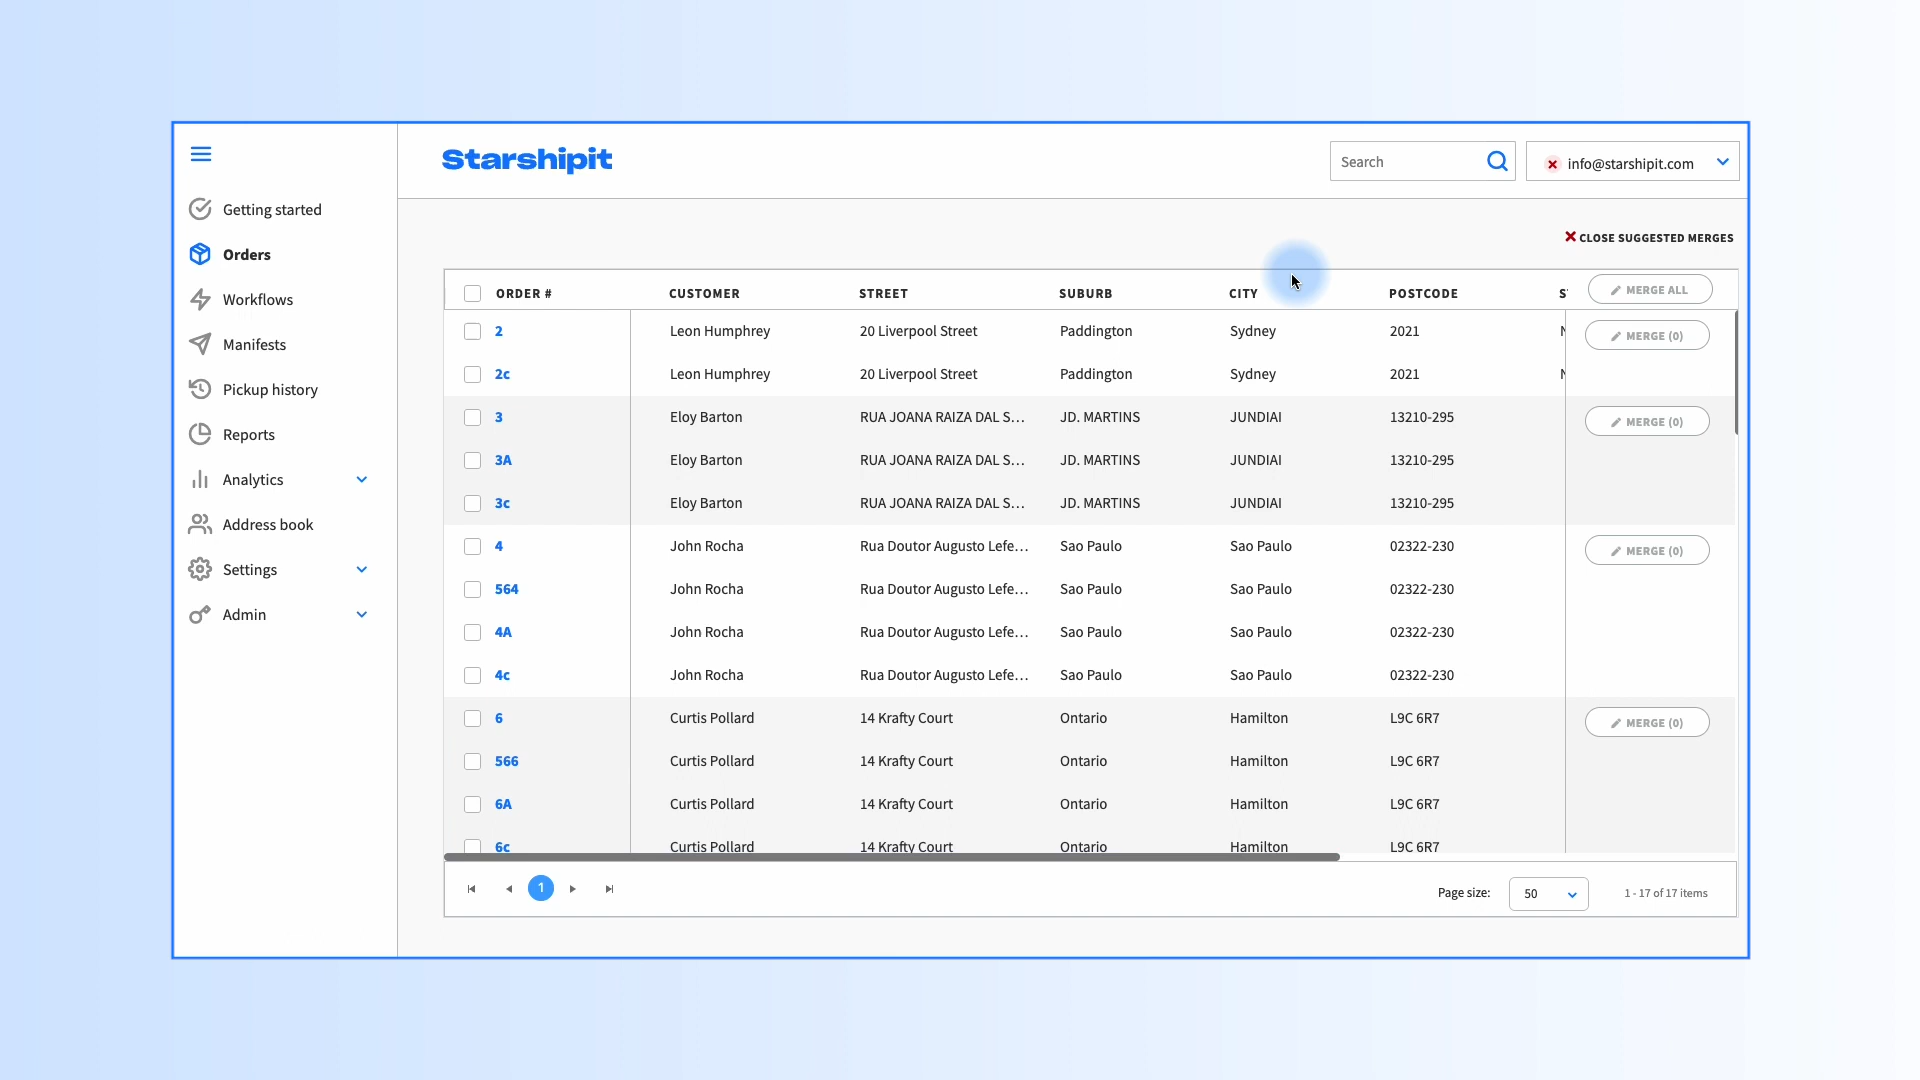 Starshipit
Search
info@starshipit.com
Getting started
Orders
Workflows
Manifests
Pickup history
Reports
Analytics
Address book
Settings
Admin
CLOSE SUGGESTED MERGES
ORDER # CUSTOMER STREET SUBURB CITY POSTCODE MERGE ALL
2 Leon Humphrey 20 Liverpool Street Paddington Sydney 2021 MERGE (0)
2c Leon Humphrey 20 Liverpool Street Paddington Sydney 2021
3 Eloy Barton RUA JOANA RAIZA DAL S... JD. MARTINS JUNDIAI 13210-295 MERGE (0)
3A Eloy Barton RUA JOANA RAIZA DAL S... JD. MARTINS JUNDIAI 13210-295
3c Eloy Barton RUA JOANA RAIZA DAL S... JD. MARTINS JUNDIAI 13210-295
4 John Rocha Rua Doutor Augusto Lefe... Sao Paulo Sao Paulo 02322-230 MERGE (0)
564 John Rocha Rua Doutor Augusto Lefe... Sao Paulo Sao Paulo 02322-230
4A John Rocha Rua Doutor Augusto Lefe... Sao Paulo Sao Paulo 02322-230
4c John Rocha Rua Doutor Augusto Lefe... Sao Paulo Sao Paulo 02322-230
6 Curtis Pollard 14 Krafty Court Ontario Hamilton L9C 6R7 MERGE (0)
566 Curtis Pollard 14 Krafty Court Ontario Hamilton L9C 6R7
6A Curtis Pollard 14 Krafty Court Ontario Hamilton L9C 6R7
6c Curtis Pollard 14 Krafty Court Ontario Hamilton L9C 6R7
1 Page size: 50 1 - 17 of 17 items